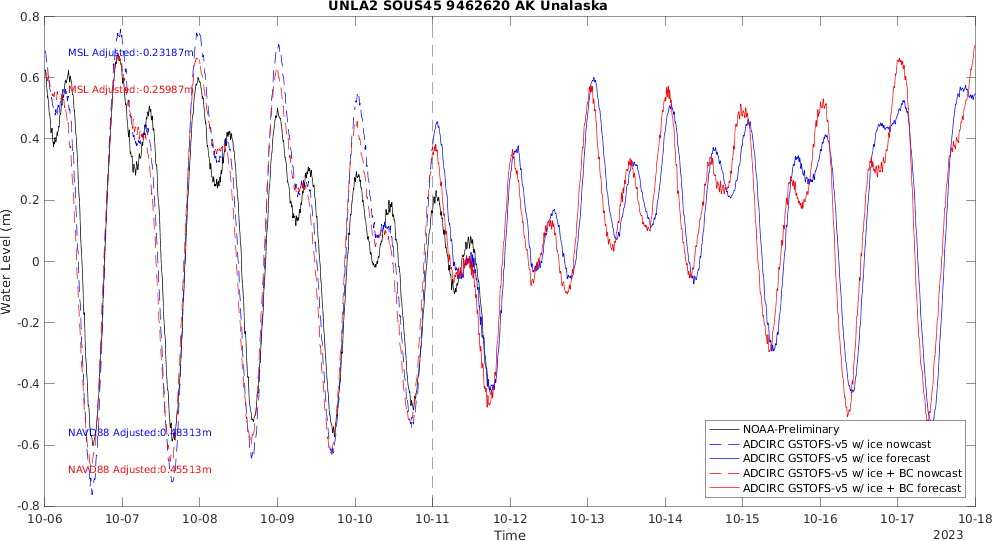 UNLA2 SOUS45 9462620 AK Unalaska
0.8
0.6
0.4
0.2
0
-0.2
-0.4
-0.6
-0.8
Water Level (m)
MSL Adjusted:-0.23187m
MSL Adjusted:-0.25987m
NAVD88 Adjusted:0.48313m
NAVD88 Adjusted:0.45513m
NOAA-Preliminary
ADCIRC GSTOFS-v5 w/ ice nowcast
ADCIRC GSTOFS-v5 w/ ice forecast
ADCIRC GSTOFS-v5 w/ ice + BC nowcast
ADCIRC GSTOFS-v5 w/ ice + BC forecast
10-06 10-07 10-08 10-09 10-10 10-11 10-12 10-13 10-14 10-15 10-16 10-17 10-18
Time
2023